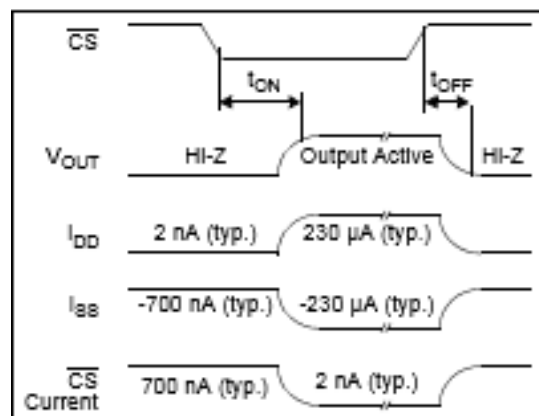 CS
tON
tOFF
VOUT
HI-Z
Output Active
HI-Z
IDD
2 nA (typ.)
230 µA (typ.)
ISS
-700 nA (typ.)
-230 µA (typ.)
CS
Current
700 nA (typ.)
2 nA (typ.)